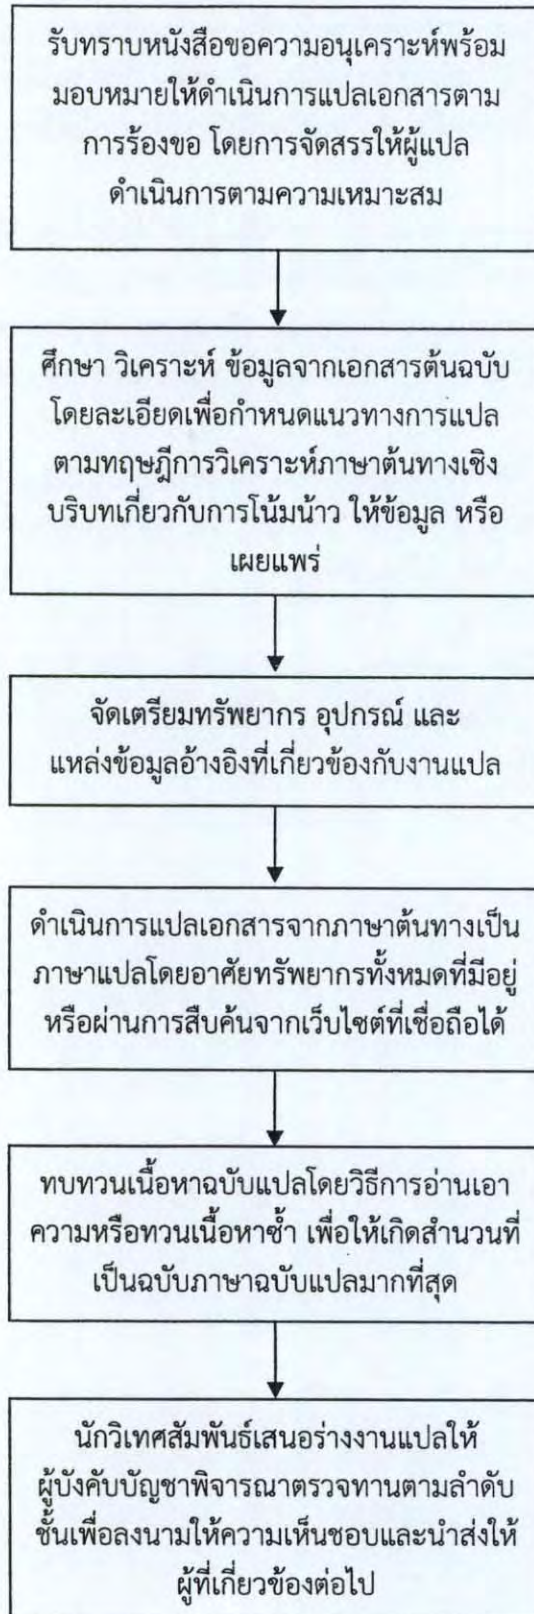 รับทราบหนังสือขอความอนุเคราะห์พร้อม
มอบหมายให้ดำเนินการแปลเอกสารตาม
การร้องขอ โดยการจัดสรรให้ผู้แปล
ดำเนินการตามความเหมาะสม
ศึกษา วิเคราะห์ ข้อมูลจากเอกสารต้นฉบับ
โดยละเอียดเพื่อกำหนดแนวทางการแปล
ตามทฤษฎีการวิเคราะห์ภาษาต้นทางเชิง
บริบทเกี่ยวกับการโน้มน้าว ให้ข้อมูล หรือ
เผยแพร่
จัดเตรียมทรัพยากร อุปกรณ์ และ
แหล่งข้อมูลอ้างอิงที่เกี่ยวข้องกับงานแปล
ดำเนินการแปลเอกสารจากภาษาต้นทางเป็น
ภาษาแปลโดยอาศัยทรัพยากรทั้งหมดที่มีอยู่
หรือผ่านการสืบค้นจากเว็บไซต์ที่เชื่อถือได้
ทบทวนเนื้อหาฉบับแปลโดยวิธีการอ่านเอา
ความหรือทวนเนื้อหาซ้ำ เพื่อให้เกิดสำนวนที่
เป็นฉบับภาษาฉบับแปลมากที่สุด
นักวิเทศสัมพันธ์เสนอร่างงานแปลให้
ผู้บังคับบัญชาพิจารณาตรวจทานตามลำดับ
ชั้นเพื่อลงนามให้ความเห็นชอบและนำส่งให้
ผู้ที่เกี่ยวข้องต่อไป